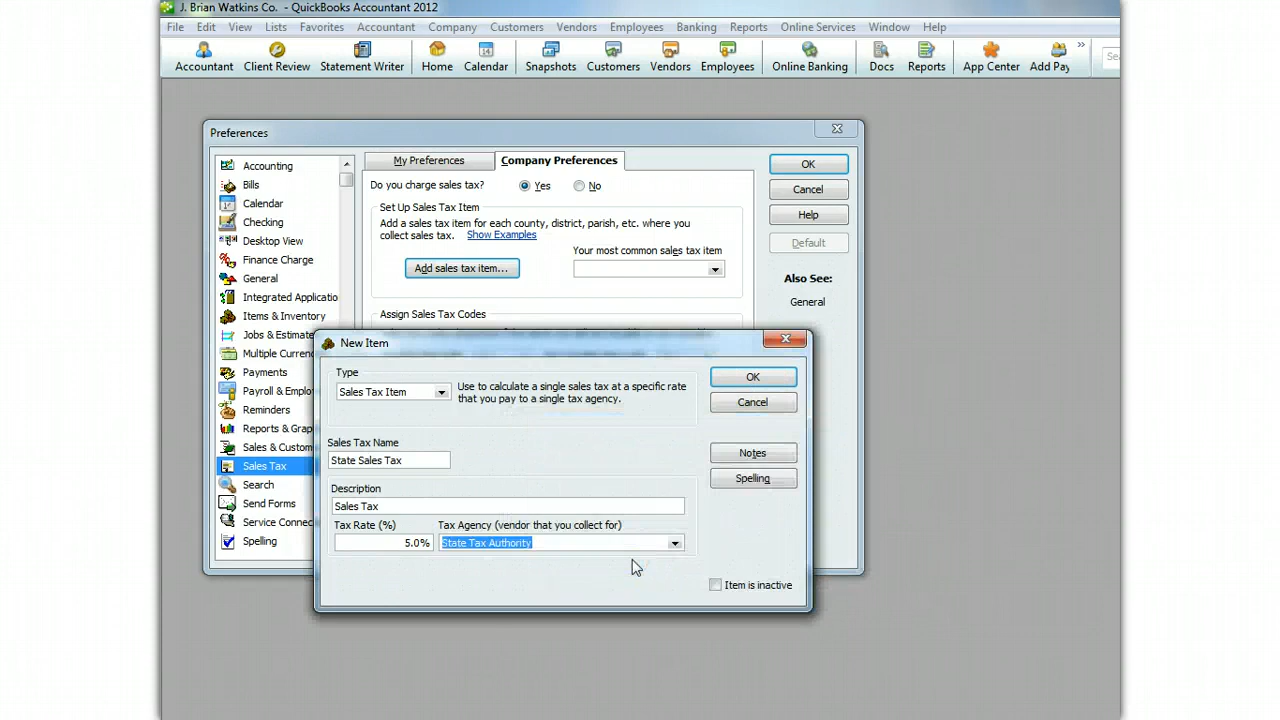 J. Brian Watkins Co. - QuickBooks Accountant 2012
File Edit View Lists Favorites Accountant Company Customers Vendors Employees Banking Reports Online Services Window Help
Accountant Client Review Statement Writer Home Calendar Snapshots Customers Vendors Employees Online Banking Docs Reports App Center Add Pay »
Preferences
Accounting
Bills
Calendar
Checking
Desktop View
Finance Charge
General
Integrated Applicatio
Items & Inventory
Jobs & Estimate
Multiple Curren
Payments
Payroll & Emplo
Reminders
Reports & Grap
Sales & Custom
Sales Tax
Search
Send Forms
Service Connec
Spelling
My Preferences Company Preferences
Do you charge sales tax? Yes No
Set Up Sales Tax Item
Add a sales tax item for each county, district, parish, etc. where you
collect sales tax. Show Examples
Your most common sales tax item
Add sales tax item...
Assign Sales Tax Codes
OK
Cancel
Help
Default
Also See:
General
New Item
Type
Sales Tax Item
Use to calculate a single sales tax at a specific rate
that you pay to a single tax agency.
Sales Tax Name
State Sales Tax
Description
Sales Tax
Tax Rate (%) Tax Agency (vendor that you collect for)
5.0% State Tax Authority
OK
Cancel
Notes
Spelling
Item is inactive